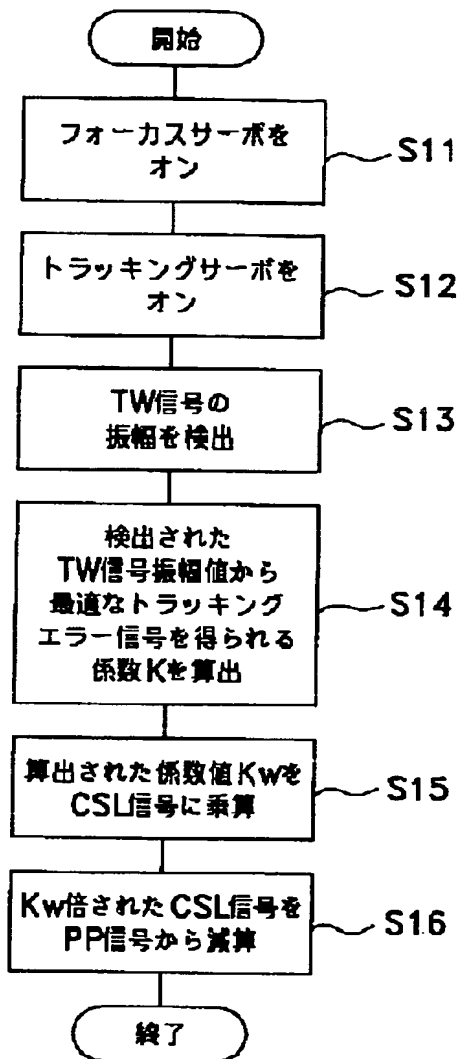 開始
フォーカスサーボを
オン
S11
トラッキングサーボを
オン
S12
TW信号の
振幅を検出
S13
検出された
TW信号振幅値から
最適なトラッキング
エラー信号を得られる
係数Kを算出
S14
算出された係数値Kwを
CSL信号に乗算
S15
Kw倍されたCSL信号を
PP信号から減算
S16
終了